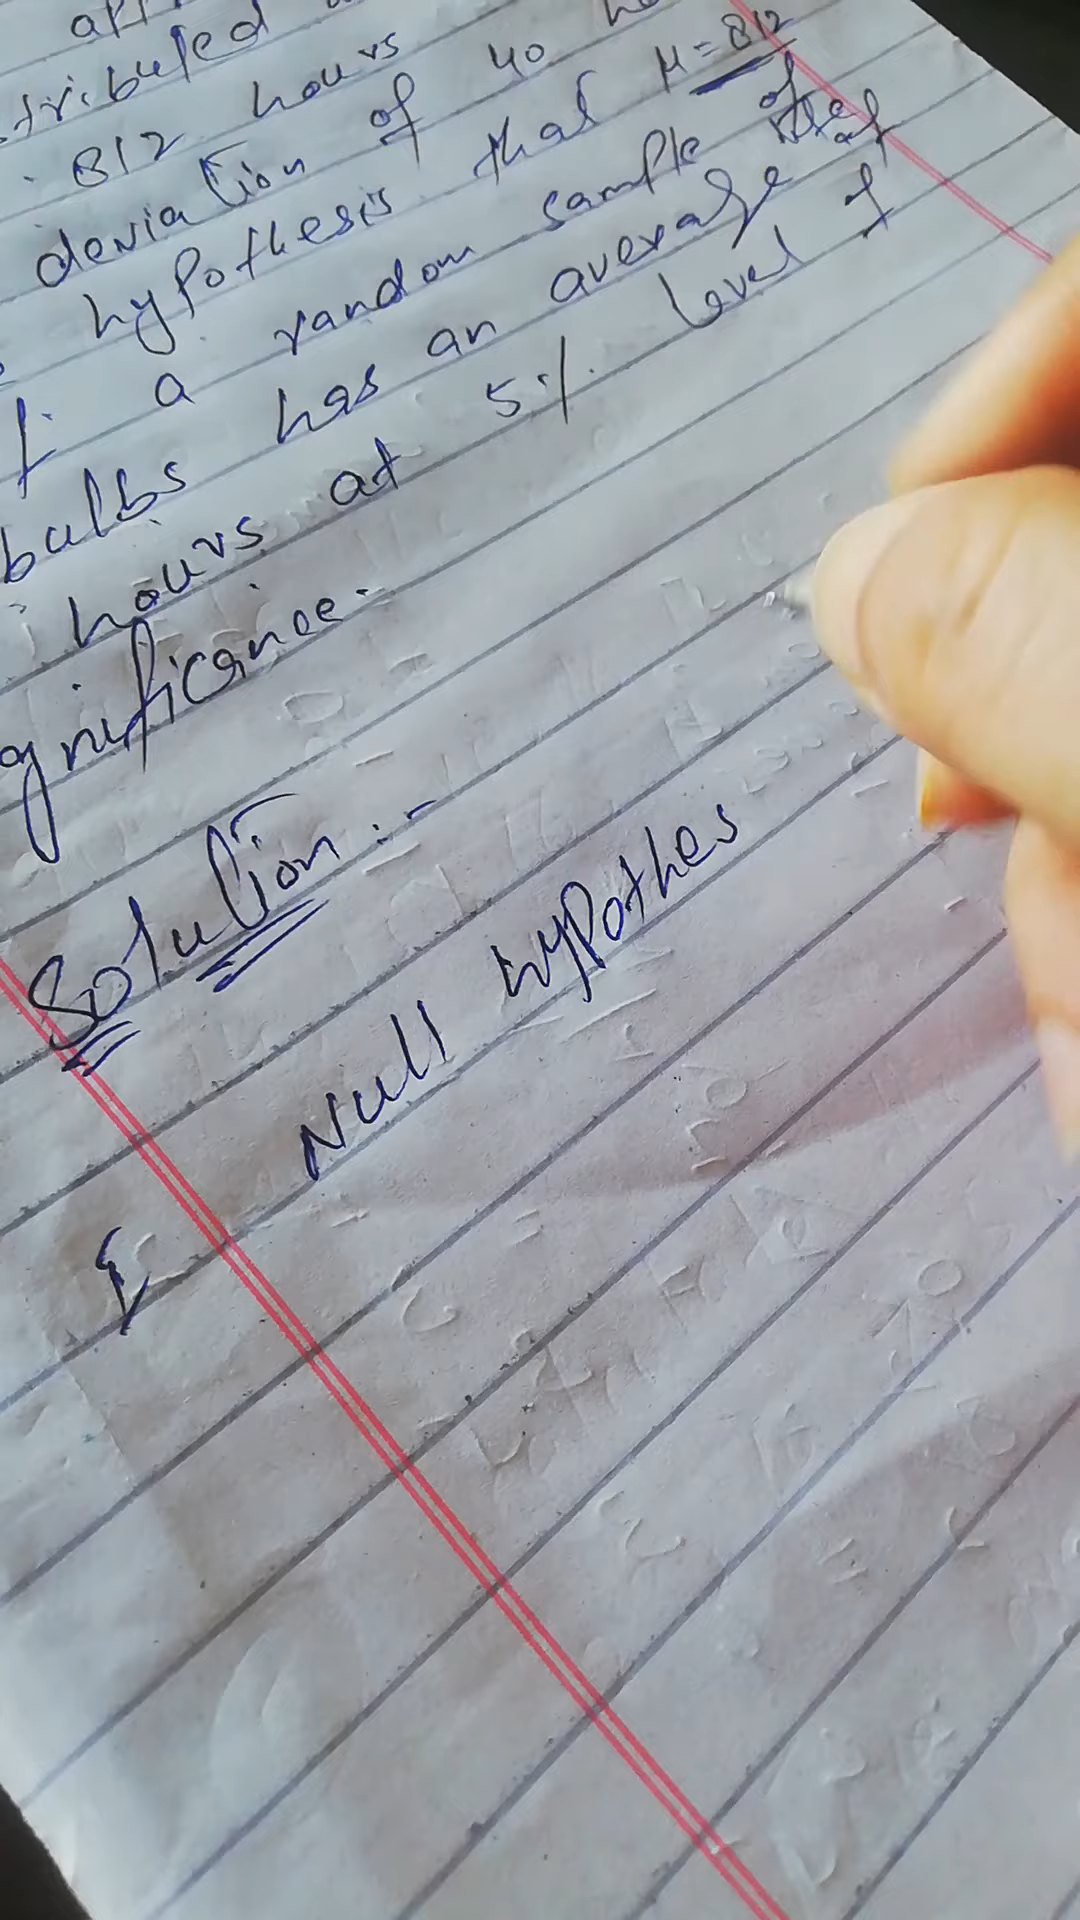 tributed
812 hours
deviation of 40
hypothesis that μ=812
a random sample of
bulbs has an average of
hours at 5% level of
gnificance.
Solution:-
I Null Hypothes